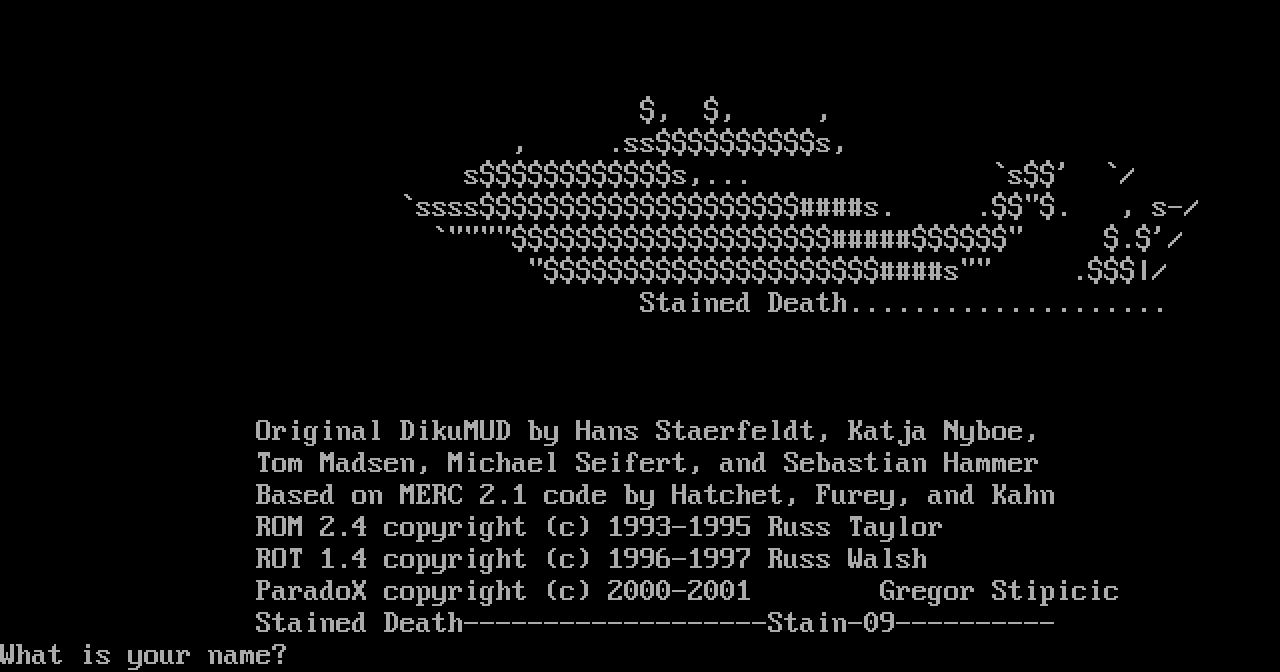 $,  $,     ,
,     .ss$$$$$$$$$$s,
s$$$$$$$$$$$$s,...               `s$$'  `/
`ssss$$$$$$$$$$$$$$$$$$$$####s.     .$$"$.   , s-/
`""""$$$$$$$$$$$$$$$$$$$$#####$$$$$$"     $.$'/
"$$$$$$$$$$$$$$$$$$$$$####s""     .$$$|/
Stained Death....................
Original DikuMUD by Hans Staerfeldt, Katja Nyboe,
Tom Madsen, Michael Seifert, and Sebastian Hammer
Based on MERC 2.1 code by Hatchet, Furey, and Kahn
ROM 2.4 copyright (c) 1993-1995 Russ Taylor
ROT 1.4 copyright (c) 1996-1997 Russ Walsh
ParadoX copyright (c) 2000-2001        Gregor Stipicic
Stained Death-------------------Stain-09----------
What is your name?